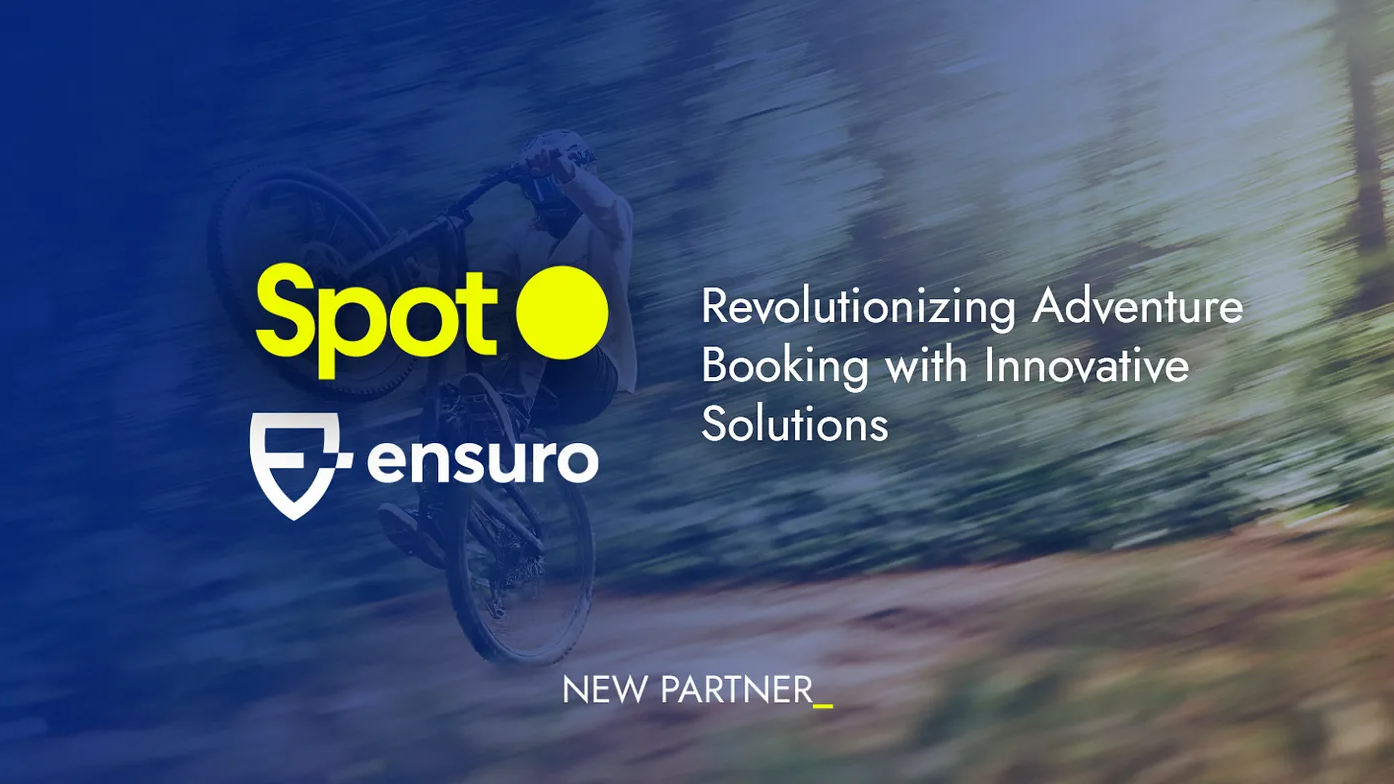 Spot
ensuro
Revolutionizing Adventure
Booking with Innovative
Solutions
NEW PARTNER_